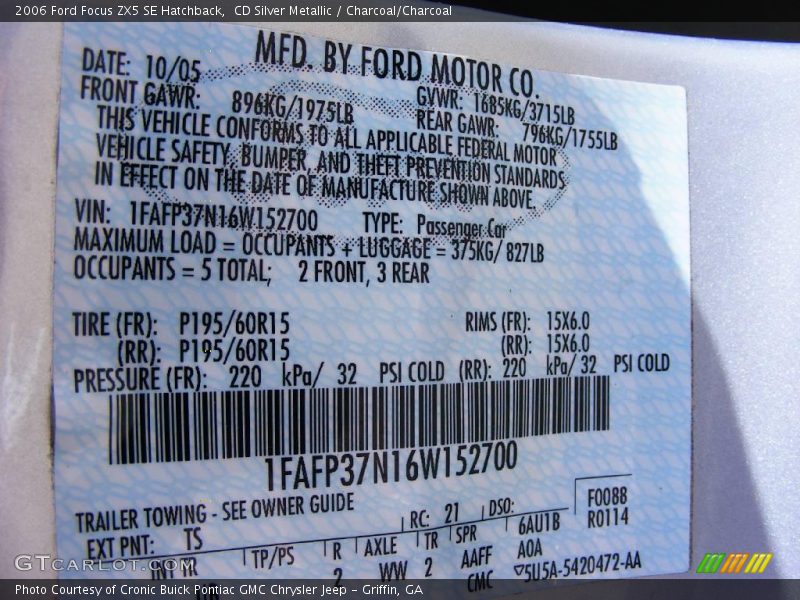 2006 Ford Focus ZX5 SE Hatchback, CD Silver Metallic / Charcoal/Charcoal
MFD. BY FORD MOTOR CO.
DATE: 10/05
GVWR: 1685KG/3715LB
FRONT GAWR: 896KG/1975LB
REAR GAWR: 796KG/1755LB
THIS VEHICLE CONFORMS TO ALL APPLICABLE FEDERAL MOTOR
VEHICLE SAFETY, BUMPER, AND THEFT PREVENTION STANDARDS
IN EFFECT ON THE DATE OF MANUFACTURE SHOWN ABOVE.
VIN: 1FAFP37N16W152700 TYPE: Passenger Car
MAXIMUM LOAD = OCCUPANTS + LUGGAGE = 375KG/ 827LB
OCCUPANTS = 5 TOTAL; 2 FRONT, 3 REAR
TIRE (FR): P195/60R15 RIMS (FR): 15X6.0
(RR): P195/60R15 (RR): 15X6.0
PRESSURE (FR): 220 kPa/ 32 PSI COLD (RR): 220 kPa/ 32 PSI COLD
1FAFP37N16W152700
F0088
TRAILER TOWING - SEE OWNER GUIDE RC: 21 DSO: R0114
EXT PNT: TS 6AU1B
INT TR TP/PS R AXLE TR SPR A0A
2 WW 2 AAFF
CMC 5U5A-5420472-AA
GTCarLot.com
Photo Courtesy of Cronic Buick Pontiac GMC Chrysler Jeep - Griffin, GA